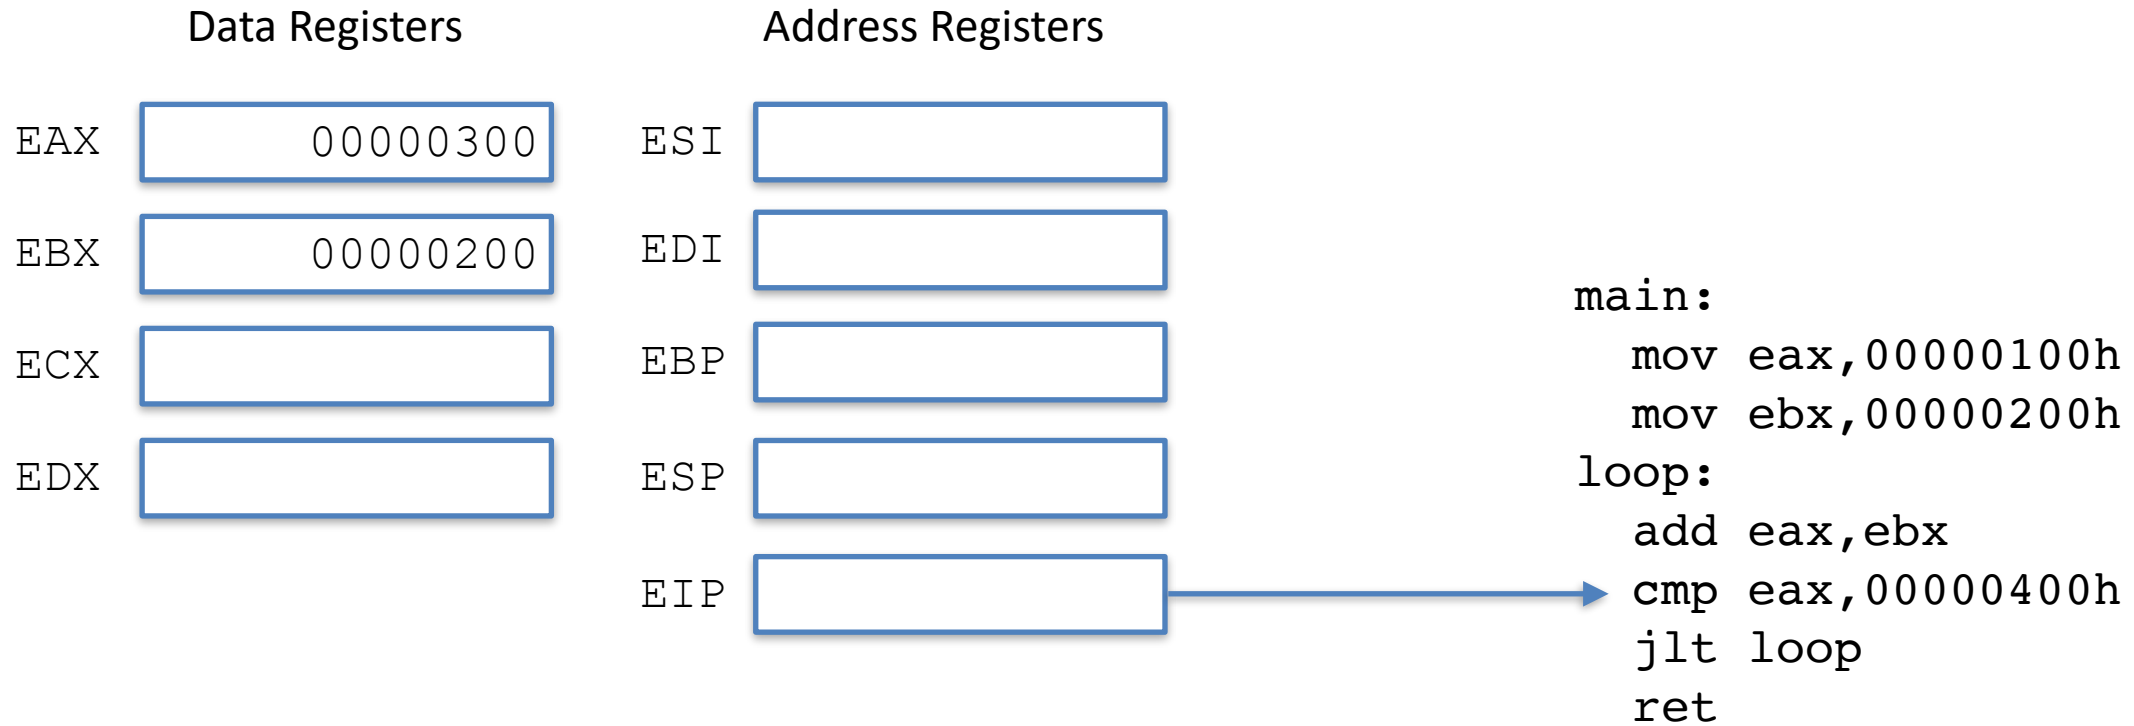 Data Registers
Address Registers
EAX 00000300
ESI
EBX 00000200
EDI
ECX
EBP
EDX
ESP
EIP
main:
mov eax,00000100h
mov ebx,00000200h
loop:
add eax,ebx
cmp eax,00000400h
jlt loop
ret